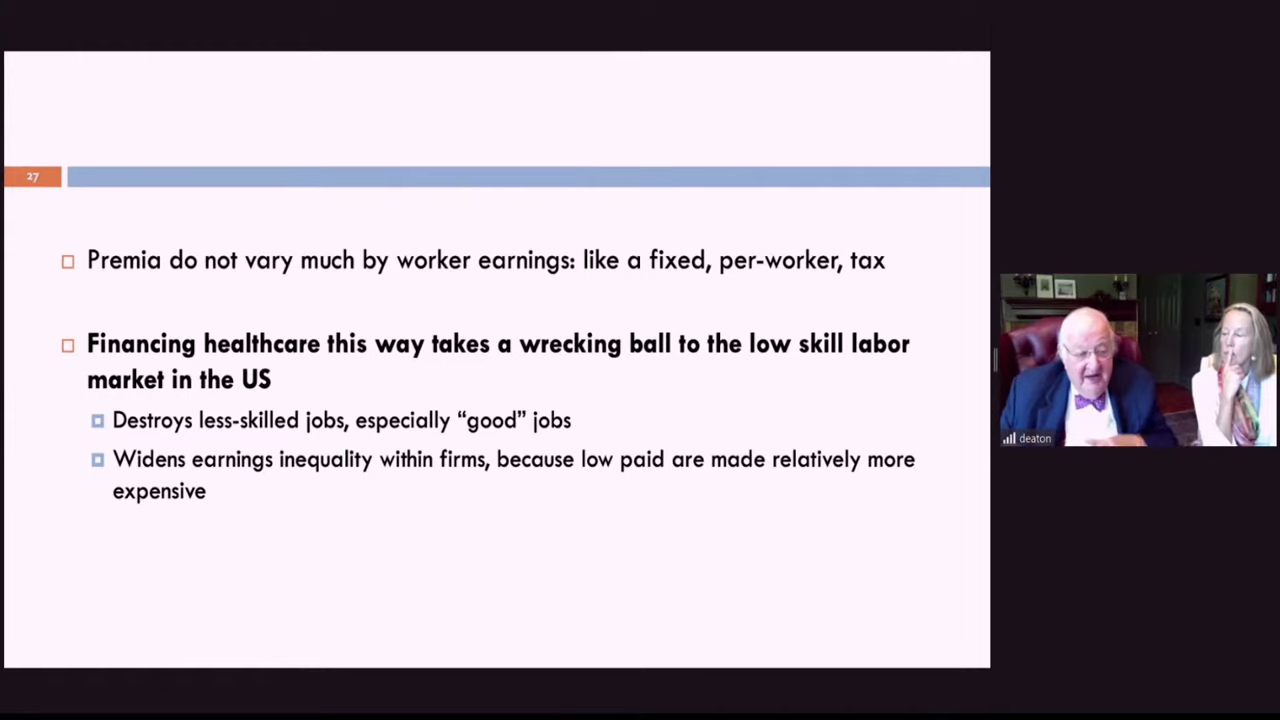 27
Premia do not vary much by worker earnings: like a fixed, per-worker, tax
Financing healthcare this way takes a wrecking ball to the low skill labor
market in the US
Destroys less-skilled jobs, especially “good” jobs
Widens earnings inequality within firms, because low paid are made relatively more
expensive
deaton